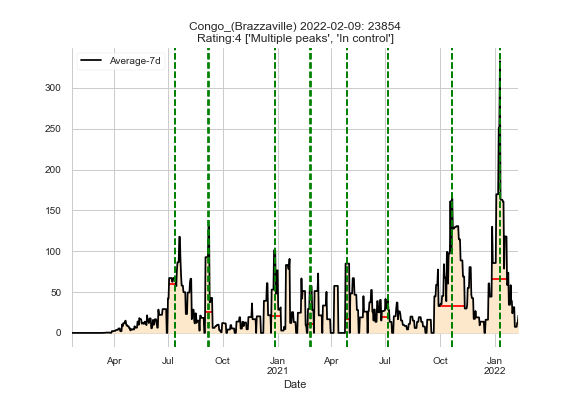 Congo_(Brazzaville) 2022-02-09: 23854
Rating:4 ['Multiple peaks', 'In control']
Average-7d
300
250
200
150
100
50
0
Apr Jul Oct Jan Apr Jul Oct Jan
2021 2022
Date